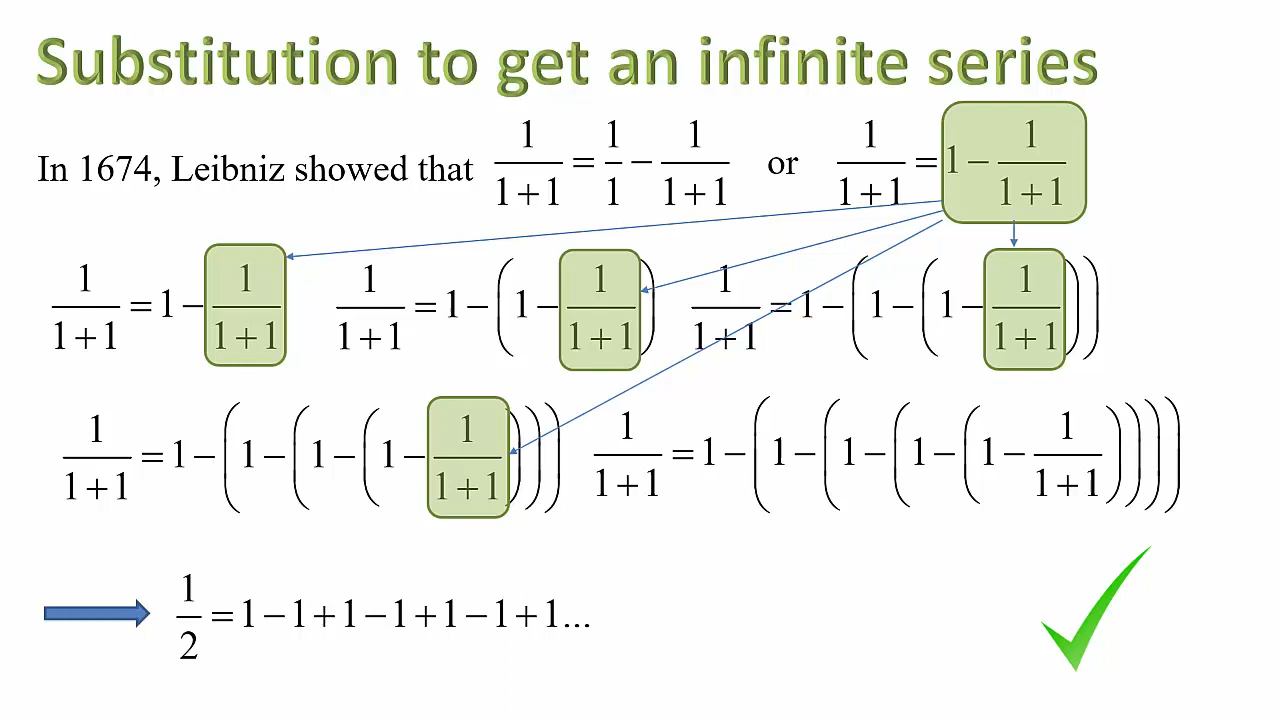 Substitution to get an infinite series
In 1674, Leibniz showed that 1/(1+1) = 1/1 − 1/(1+1) or 1/(1+1) = 1 − 1/(1+1)
1/(1+1) = 1 − 1/(1+1) 1/(1+1) = 1 − (1 − 1/(1+1)) 1/(1+1) = 1 − (1 − (1 − 1/(1+1)))
1/(1+1) = 1 − (1 − (1 − (1 − 1/(1+1)))) 1/(1+1) = 1 − (1 − (1 − (1 − (1 − 1/(1+1)))))
1/2 = 1 − 1 + 1 − 1 + 1 − 1 + 1...